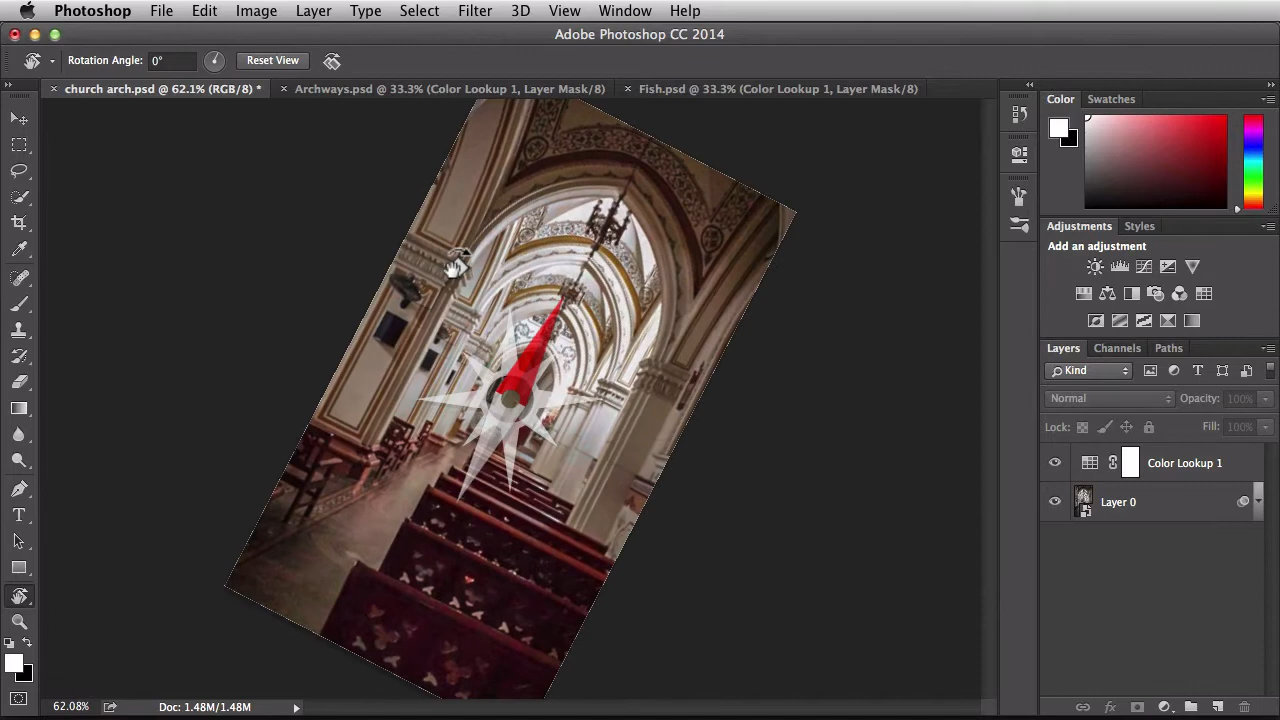 Photoshop File Edit Image Layer Type Select Filter 3D View Window Help
Adobe Photoshop CC 2014
Rotation Angle: 0° Reset View
church arch.psd @ 62.1% (RGB/8) * Archways.psd @ 33.3% (Color Lookup 1, Layer Mask/8) Fish.psd @ 33.3% (Color Lookup 1, Layer Mask/8)
Color Swatches
Adjustments Styles
Add an adjustment
Layers Channels Paths
Kind
Normal Opacity: 100%
Lock: Fill: 100%
Color Lookup 1
Layer 0
62.08% Doc: 1.48M/1.48M